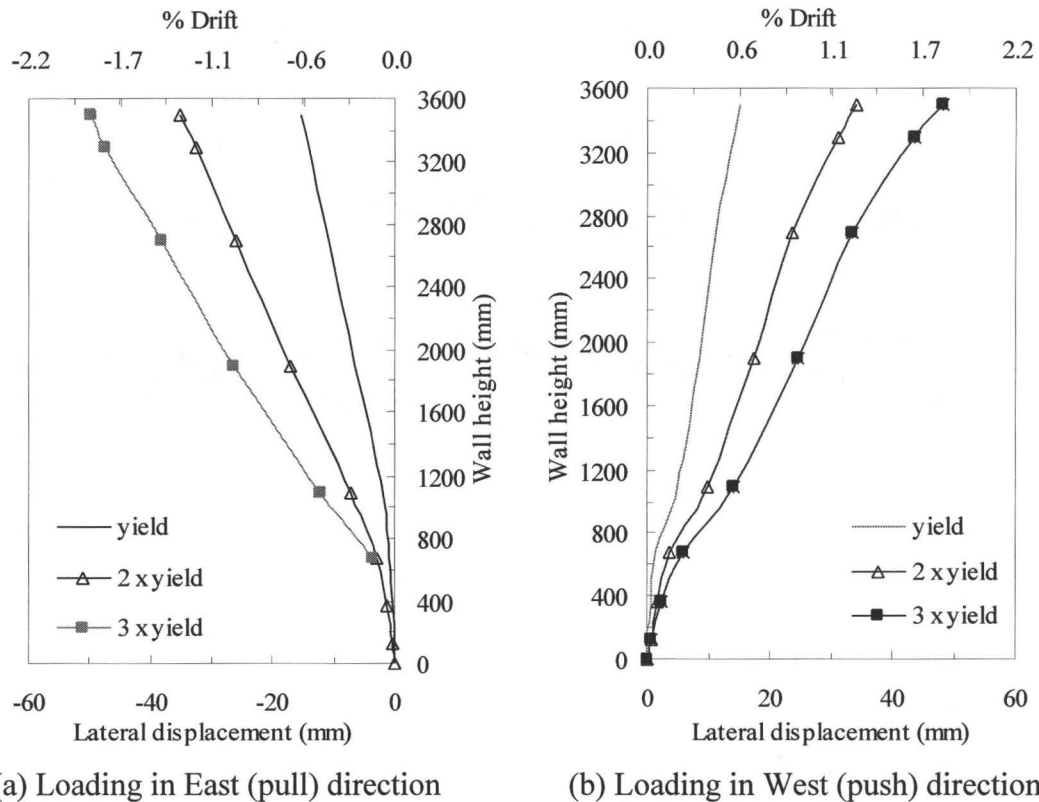 % Drift
-2.2 -1.7 -1.1 -0.6 0.0
3600
3200
2800
2400
2000
1600
1200
800
400
0
Wall height (mm)
yield
2 x yield
3 x yield
-60 -40 -20 0
Lateral displacement (mm)
(a) Loading in East (pull) direction
% Drift
0.0 0.6 1.1 1.7 2.2
3600
3200
2800
2400
2000
1600
1200
800
400
0
Wall height (mm)
yield
2 x yield
3 x yield
0 20 40 60
Lateral displacement (mm)
(b) Loading in West (push) direction